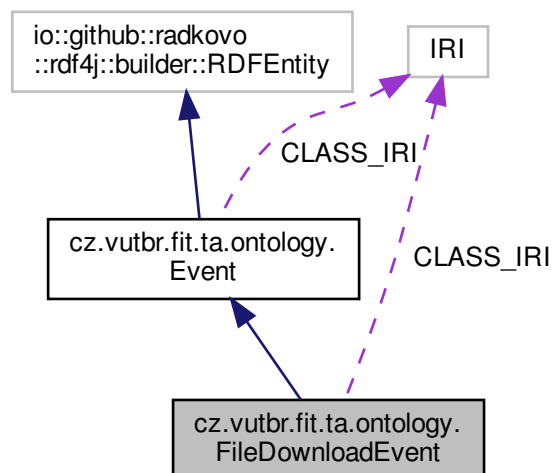 io::github::radkovo
::rdf4j::builder::RDFEntity
IRI
CLASS_IRI
cz.vutbr.fit.ta.ontology.
Event
CLASS_IRI
cz.vutbr.fit.ta.ontology.
FileDownloadEvent